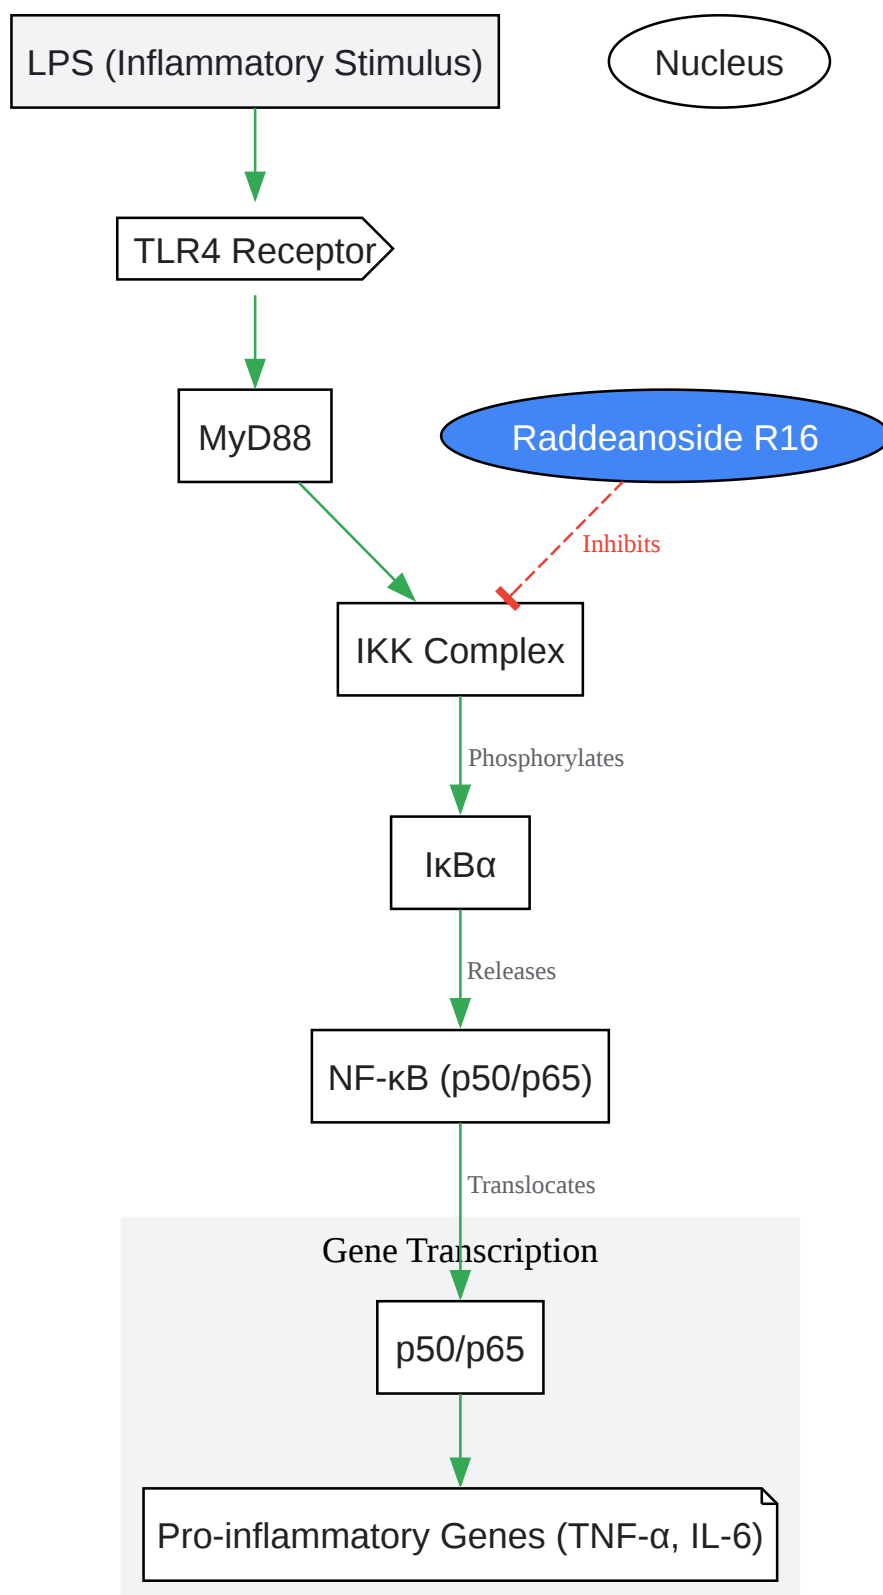 LPS (Inflammatory Stimulus)
Nucleus
TLR4 Receptor
MyD88
Raddeanoside R16
Inhibits
IKK Complex
Phosphorylates
IκBα
Releases
NF-κB (p50/p65)
Translocates
Gene Transcription
p50/p65
Pro-inflammatory Genes (TNF-α, IL-6)